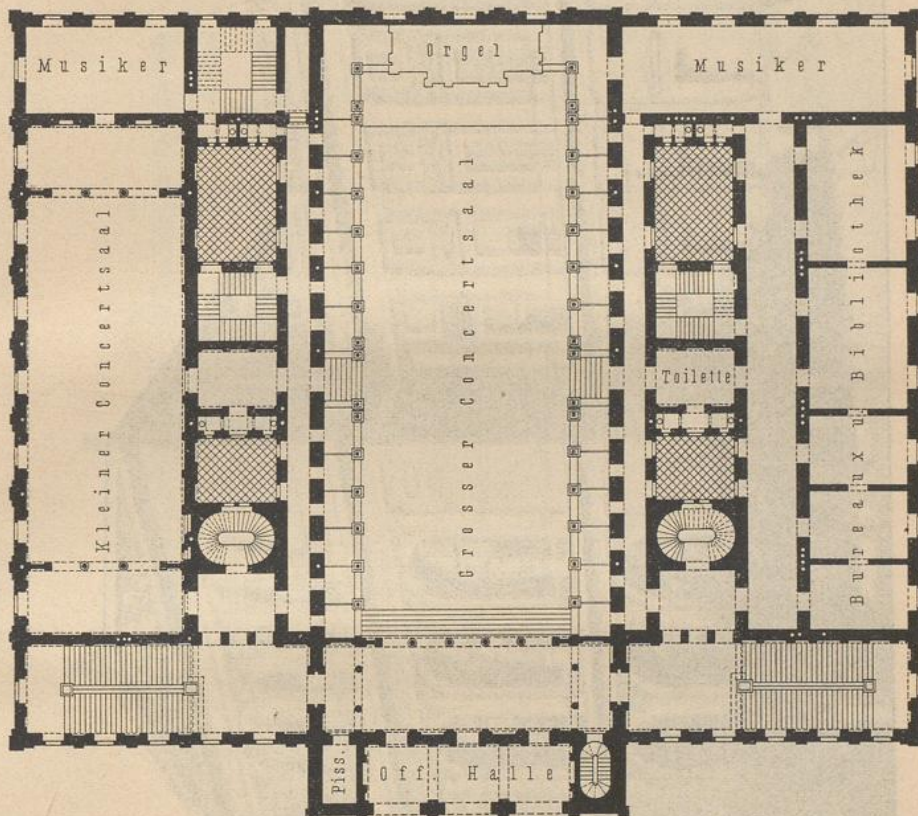 Musiker
Orgel
Musiker
Kleiner Concertsaal
Grosser Concertsaal
Toilette
Bureaux u. Bibliothek
Piss.
Off. Halle